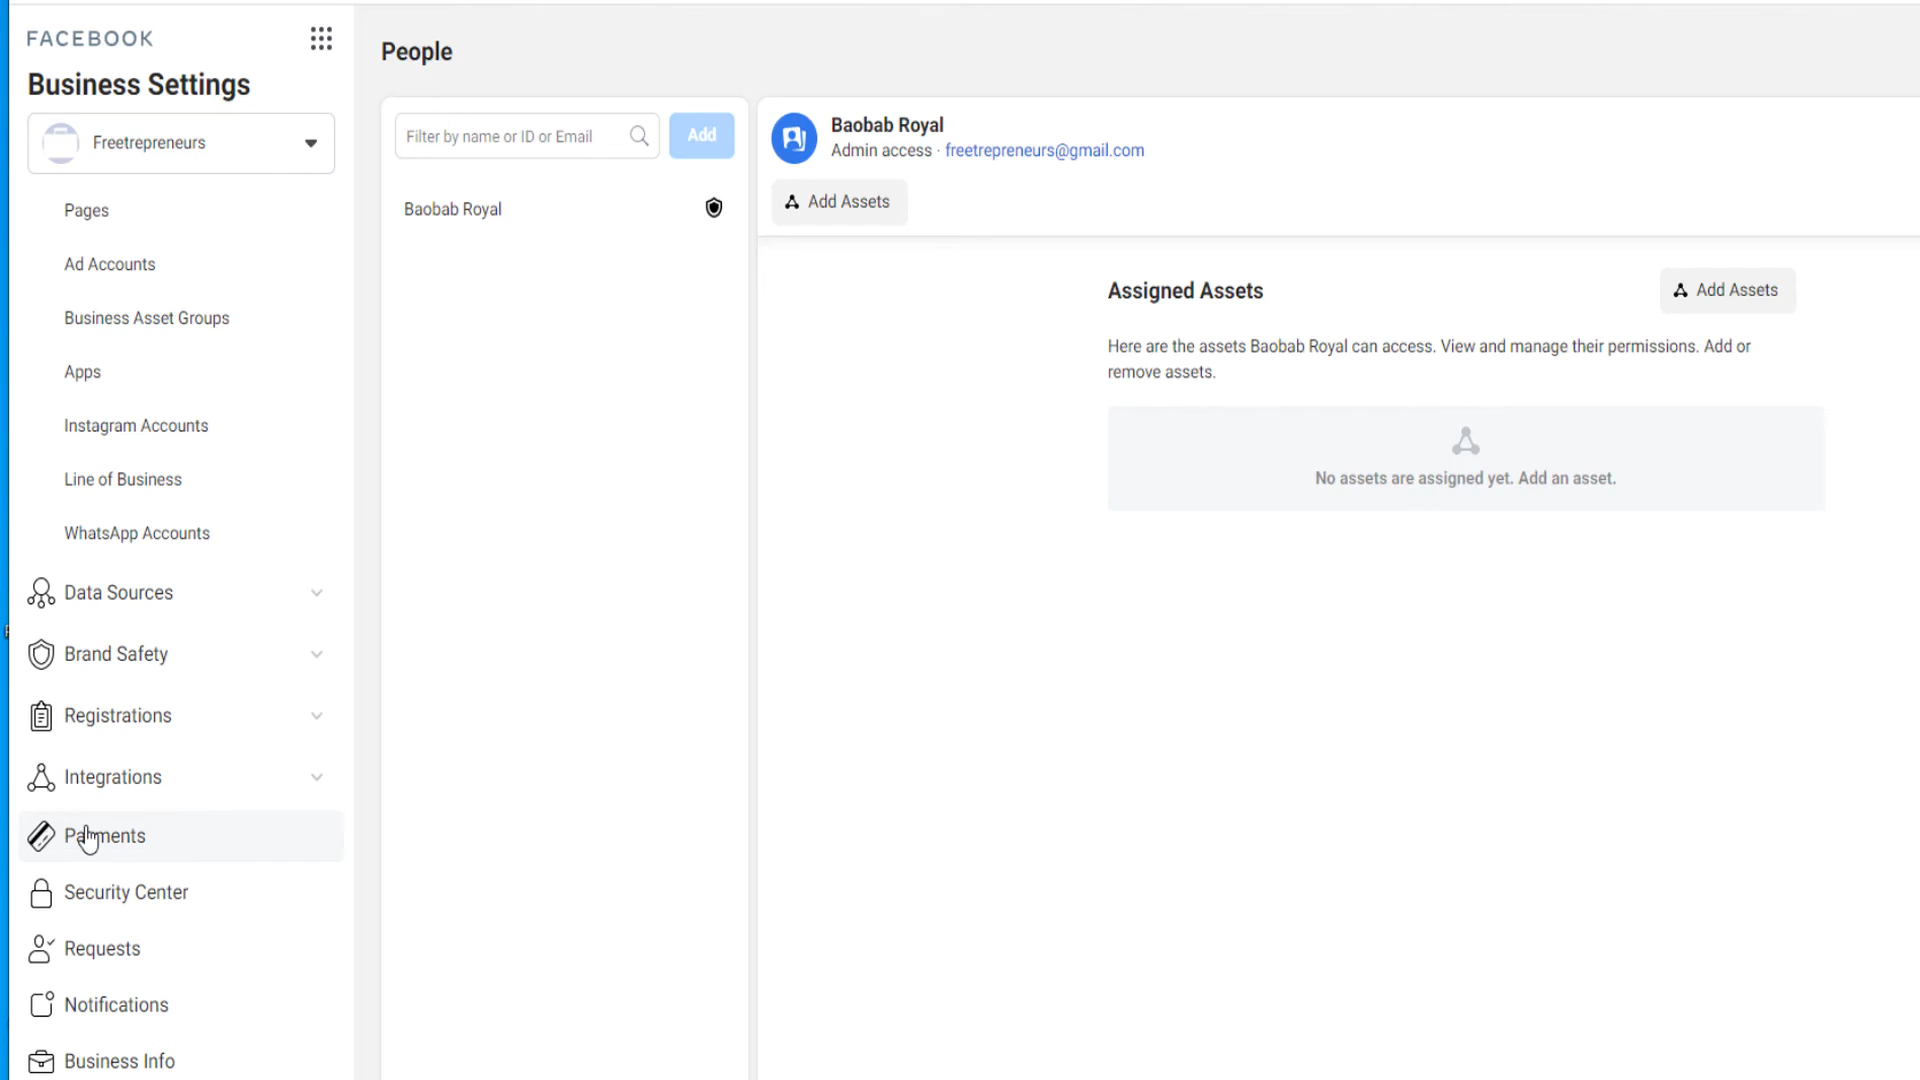 FACEBOOK
Business Settings
Freetrepreneurs
Pages
Ad Accounts
Business Asset Groups
Apps
Instagram Accounts
Line of Business
WhatsApp Accounts
Data Sources
Brand Safety
Registrations
Integrations
Payments
Security Center
Requests
Notifications
Business Info
People
Filter by name or ID or Email
Add
Baobab Royal
Baobab Royal
Admin access · freetrepreneurs@gmail.com
Add Assets
Assigned Assets
Add Assets
Here are the assets Baobab Royal can access. View and manage their permissions. Add or
remove assets.
No assets are assigned yet. Add an asset.